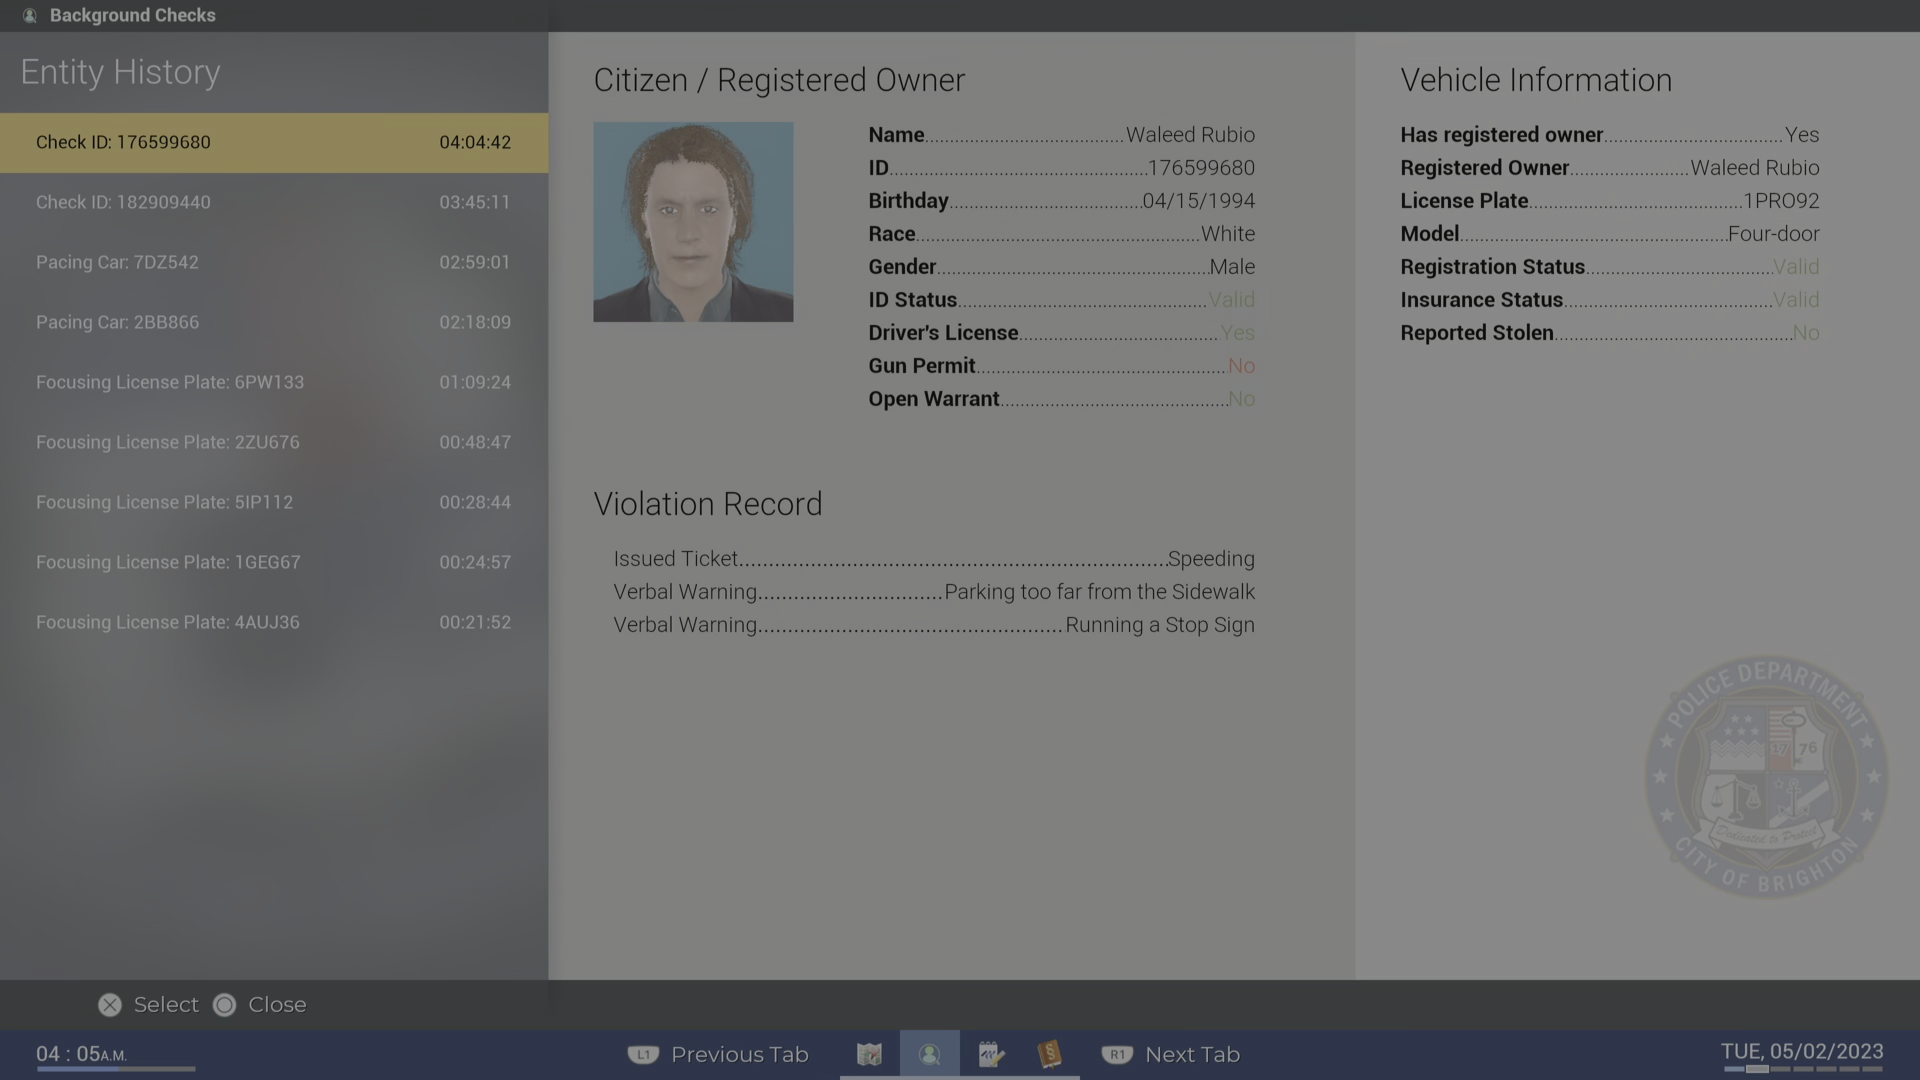 Background Checks
Entity History
Check ID: 176599680 04:04:42
Check ID: 182909440 03:45:11
Pacing Car: 7DZ542 02:59:01
Pacing Car: 2BB866 02:18:09
Focusing License Plate: 6PW133 01:09:24
Focusing License Plate: 2ZU676 00:48:47
Focusing License Plate: 5IP112 00:28:44
Focusing License Plate: 1GEG67 00:24:57
Focusing License Plate: 4AUJ36 00:21:52
Citizen / Registered Owner
Name Waleed Rubio
ID 176599680
Birthday 04/15/1994
Race White
Gender Male
ID Status Valid
Driver's License Yes
Gun Permit No
Open Warrant No
Violation Record
Issued Ticket Speeding
Verbal Warning Parking too far from the Sidewalk
Verbal Warning Running a Stop Sign
Vehicle Information
Has registered owner Yes
Registered Owner Waleed Rubio
License Plate 1PRO92
Model Four-door
Registration Status Valid
Insurance Status Valid
Reported Stolen No
POLICE DEPARTMENT
1776
Dedicated to Protect
CITY OF BRIGHTON
Select Close
04 : 05 A.M.
L1 Previous Tab
R1 Next Tab
TUE, 05/02/2023